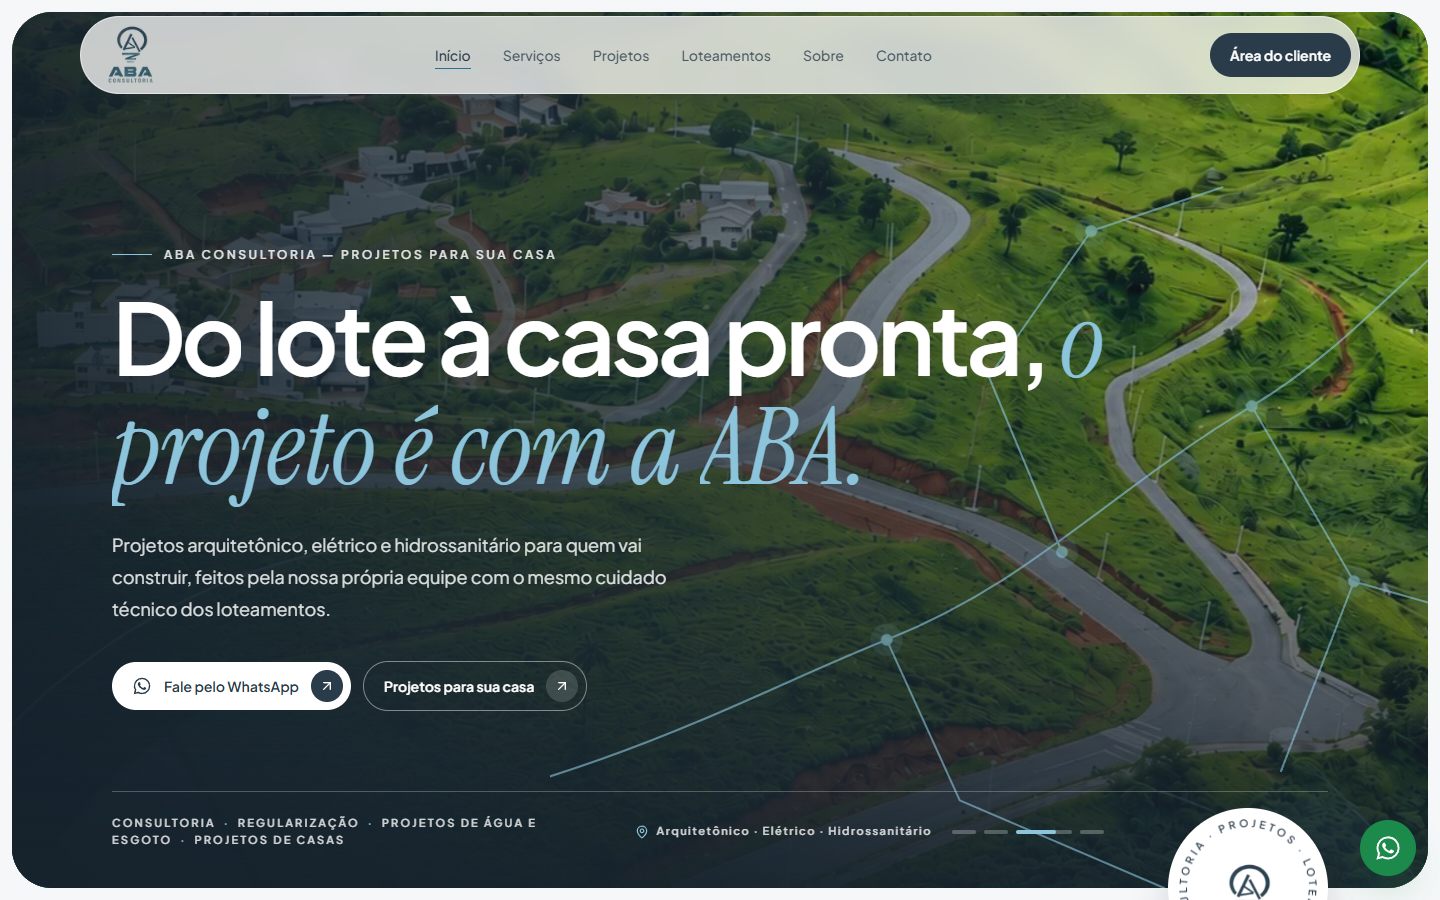 ABA
CONSULTORIA
Início
Serviços
Projetos
Loteamentos
Sobre
Contato
Área do cliente
ABA CONSULTORIA — PROJETOS PARA SUA CASA
Do lote à casa pronta, o
projeto é com a ABA.
Projetos arquitetônico, elétrico e hidrossanitário para quem vai
construir, feitos pela nossa própria equipe com o mesmo cuidado
técnico dos loteamentos.
Fale pelo WhatsApp
Projetos para sua casa
CONSULTORIA · REGULARIZAÇÃO · PROJETOS DE ÁGUA E
ESGOTO · PROJETOS DE CASAS
Arquitetônico · Elétrico · Hidrossanitário
· PROJETOS ·